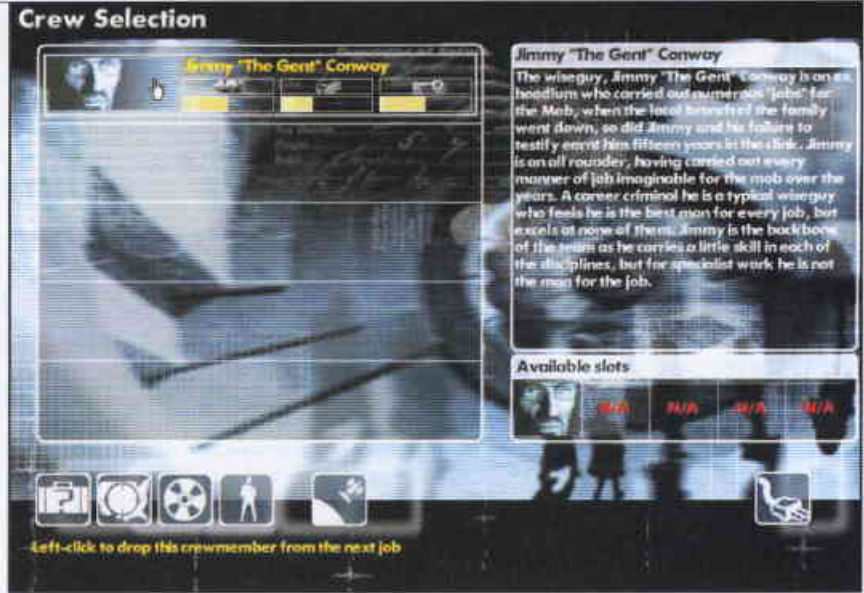 Crew Selection
Jimmy "The Gent" Conway
Jimmy "The Gent" Conway
The wiseguy, Jimmy "The Gent" Conway is an ex
hoodlum who carried out numerous "jobs" for
the Mob, when the local branch of the family
went down, so did Jimmy and his failure to
testify earnt him fifteen years in the clink. Jimmy
is an all rounder, having carried out every
manner of job imaginable for the mob over the
years. A career criminal he is a typical wiseguy
who feels he is the best man for every job, but
excels at none of them. Jimmy is the backbone
of the team as he carries a little skill in each of
the disciplines, but for specialist work he is not
the man for the job.
Available slots
N/A N/A N/A N/A
Left-click to drop this crewmember from the next job